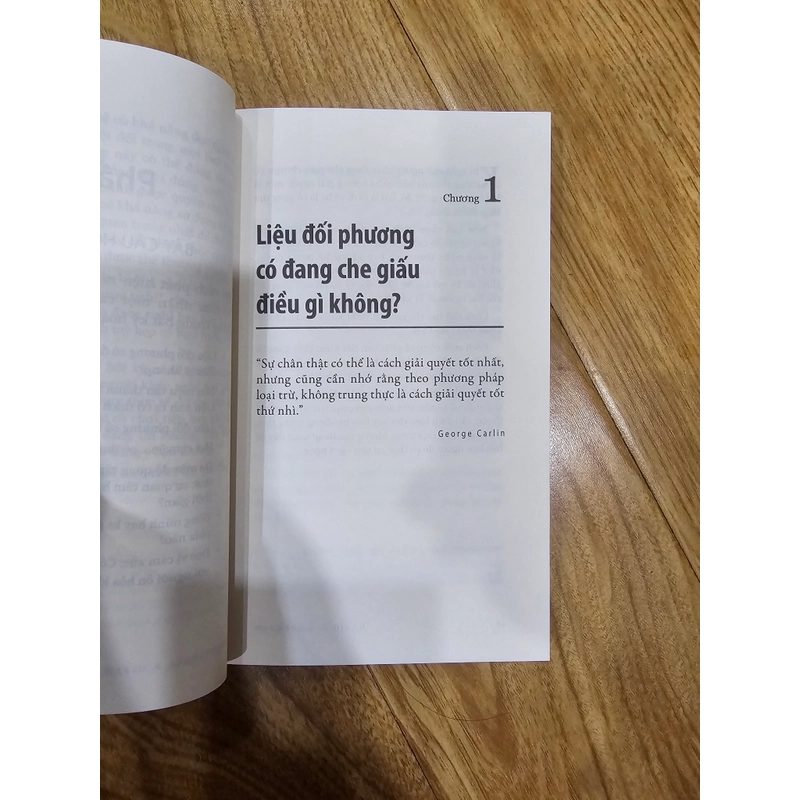 Chương 1
Liệu đối phương
có đang che giấu
điều gì không?
“Sự chân thật có thể là cách giải quyết tốt nhất,
nhưng cũng cần nhớ rằng theo phương pháp
loại trừ, không trung thực là cách giải quyết tốt
thứ nhì.”
George Carlin